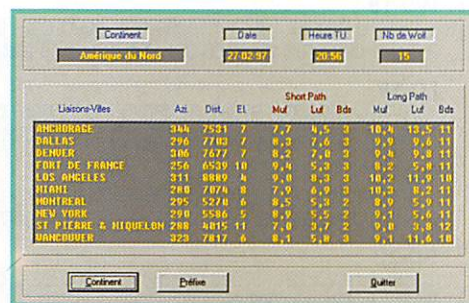 Continent Date Heure TU Nb de Wolf
Amérique du Nord 27-02-97 20:56 15
Short Path Long Path
Liaisons-Villes Azi. Dist. El. Muf Luf Bds Muf Luf Bds
ANCHORAGE 344 7531 7 7,7 4,5 3 10,4 13,5 11
DALLAS 296 7703 7 8,3 7,6 3 9,9 9,6 11
DENVER 306 7677 7 8,2 7,0 3 9,4 9,8 11
FORT DE FRANCE 256 6539 10 9,4 5,3 3 8,2 5,0 11
LOS ANGELES 311 8889 4 9,0 8,3 3 10,2 11,9 10
MIAMI 280 7074 8 7,9 6,9 3 10,3 8,2 11
MONTREAL 295 5270 6 8,5 5,3 2 8,9 5,9 11
NEW YORK 290 5586 5 8,9 5,5 2 9,1 5,6 11
ST PIERRE & MIQUELON 288 4015 11 7,0 3,7 2 9,0 3,8 12
VANCOUVER 323 7817 6 8,1 5,8 3 9,1 11,6 10
Continent Préfixe Quitter